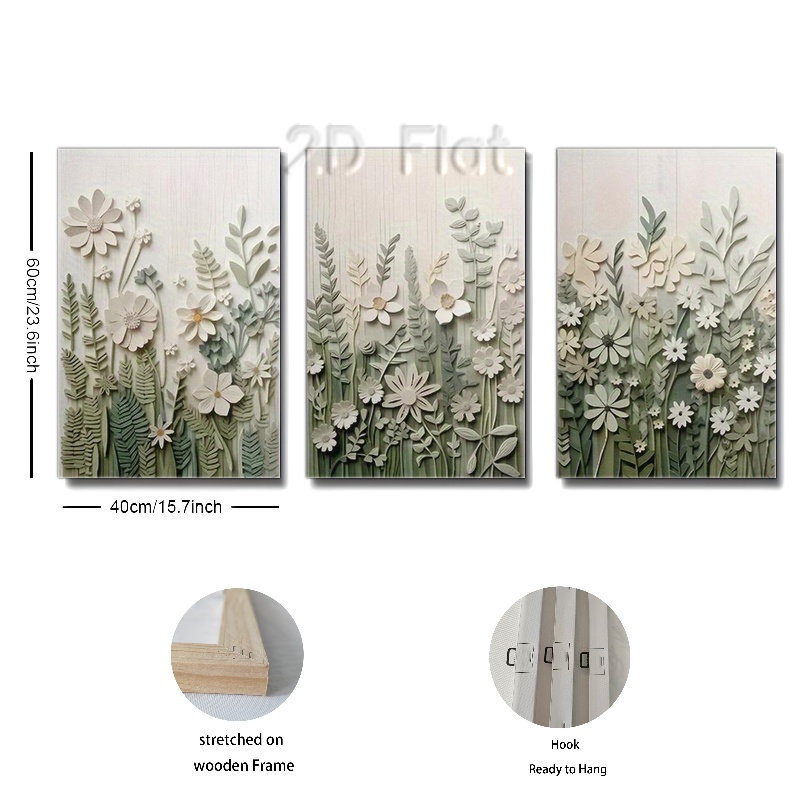 2D Flat
60cm/23.6inch
40cm/15.7inch
stretched on
wooden Frame
Hook
Ready to Hang